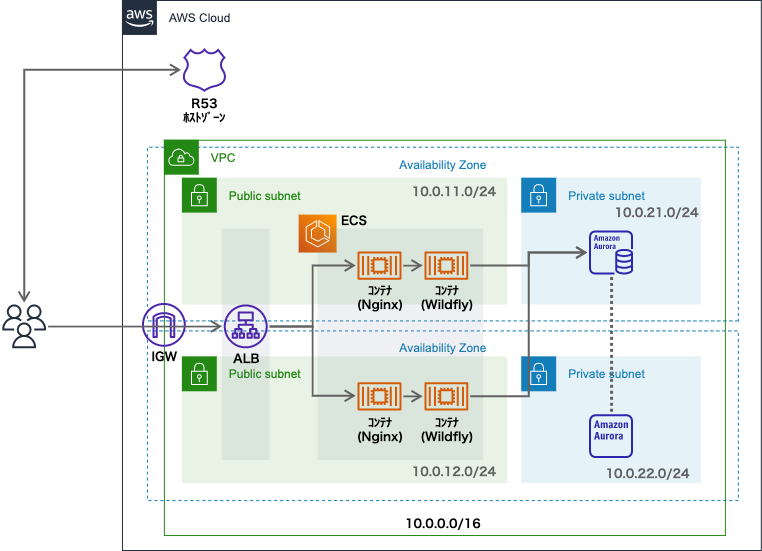 aws
AWS Cloud
R53
ﾎｽﾄｿﾞｰﾝ
VPC
Availability Zone
Public subnet
10.0.11.0/24
Private subnet
10.0.21.0/24
ECS
Amazon
Aurora
ｺﾝﾃﾅ
(Nginx)
ｺﾝﾃﾅ
(Wildfly)
IGW
ALB
Availability Zone
Public subnet
Private subnet
ｺﾝﾃﾅ
(Nginx)
ｺﾝﾃﾅ
(Wildfly)
Amazon
Aurora
10.0.12.0/24
10.0.22.0/24
10.0.0.0/16